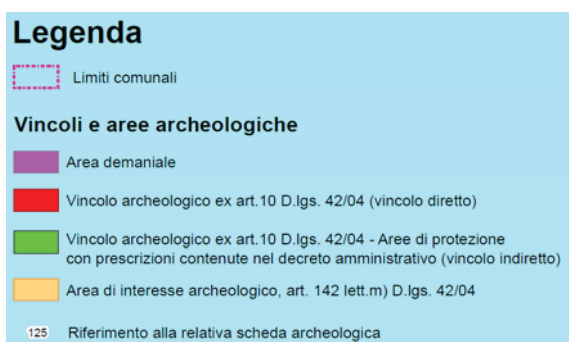 Legenda
Limiti comunali
Vincoli e aree archeologiche
Area demaniale
Vincolo archeologico ex art.10 D.lgs. 42/04 (vincolo diretto)
Vincolo archeologico ex art.10 D.lgs. 42/04 - Aree di protezione
con prescrizioni contenute nel decreto amministrativo (vincolo indiretto)
Area di interesse archeologico, art. 142 lett.m) D.lgs. 42/04
125 Riferimento alla relativa scheda archeologica